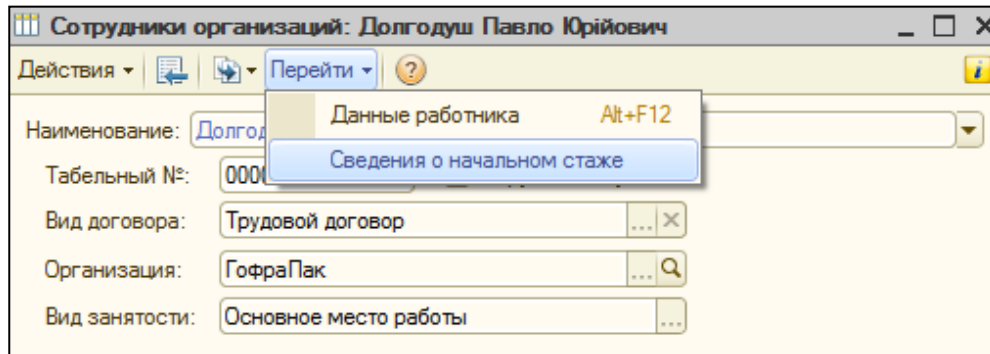 Сотрудники организаций: Долгодуш Павло Юрійович
Действия Перейти
Данные работника Alt+F12
Сведения о начальном стаже
Наименование:
Табельный №:
Вид договора: Трудовой договор ...
Организация: ГофраПак ...
Вид занятости: Основное место работы ...